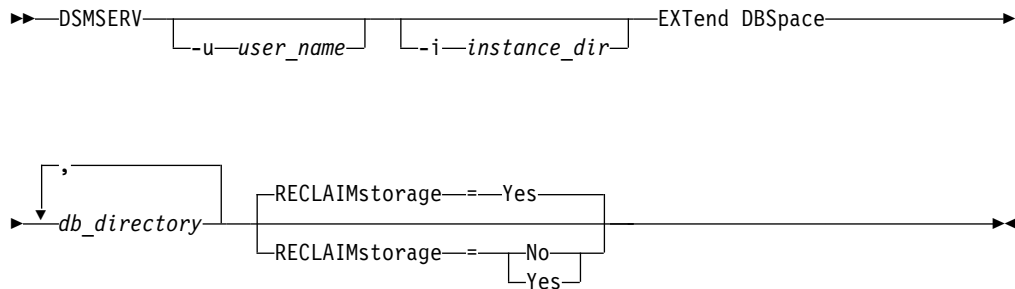 DSMSERV EXTend DBSpace
-u user_name -i instance_dir
,
RECLAIMstorage = Yes
db_directory
RECLAIMstorage = No
Yes